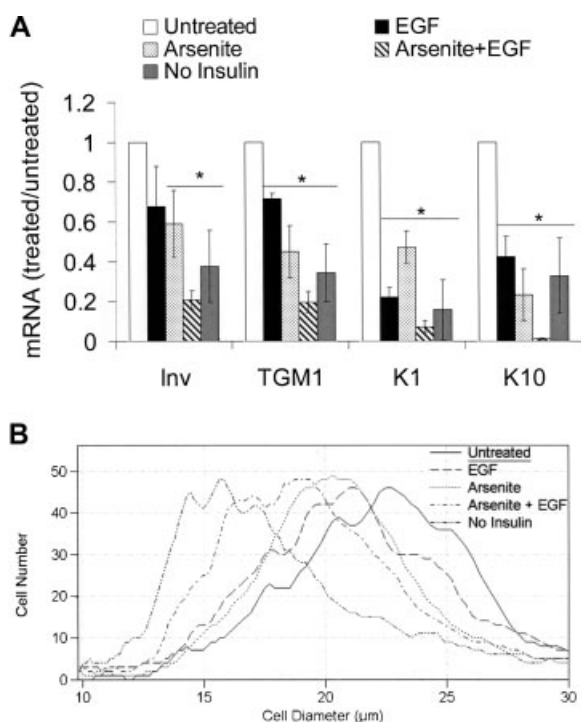 A
Untreated EGF
Arsenite Arsenite+EGF
No Insulin
mRNA (treated/untreated)
1.2
1
0.8
0.6
0.4
0.2
0
* * * *
Inv TGM1 K1 K10
B
Cell Number
50
40
30
20
10
0
Untreated
EGF
Arsenite
Arsenite + EGF
No Insulin
10 15 20 25 30
Cell Diameter (µm)